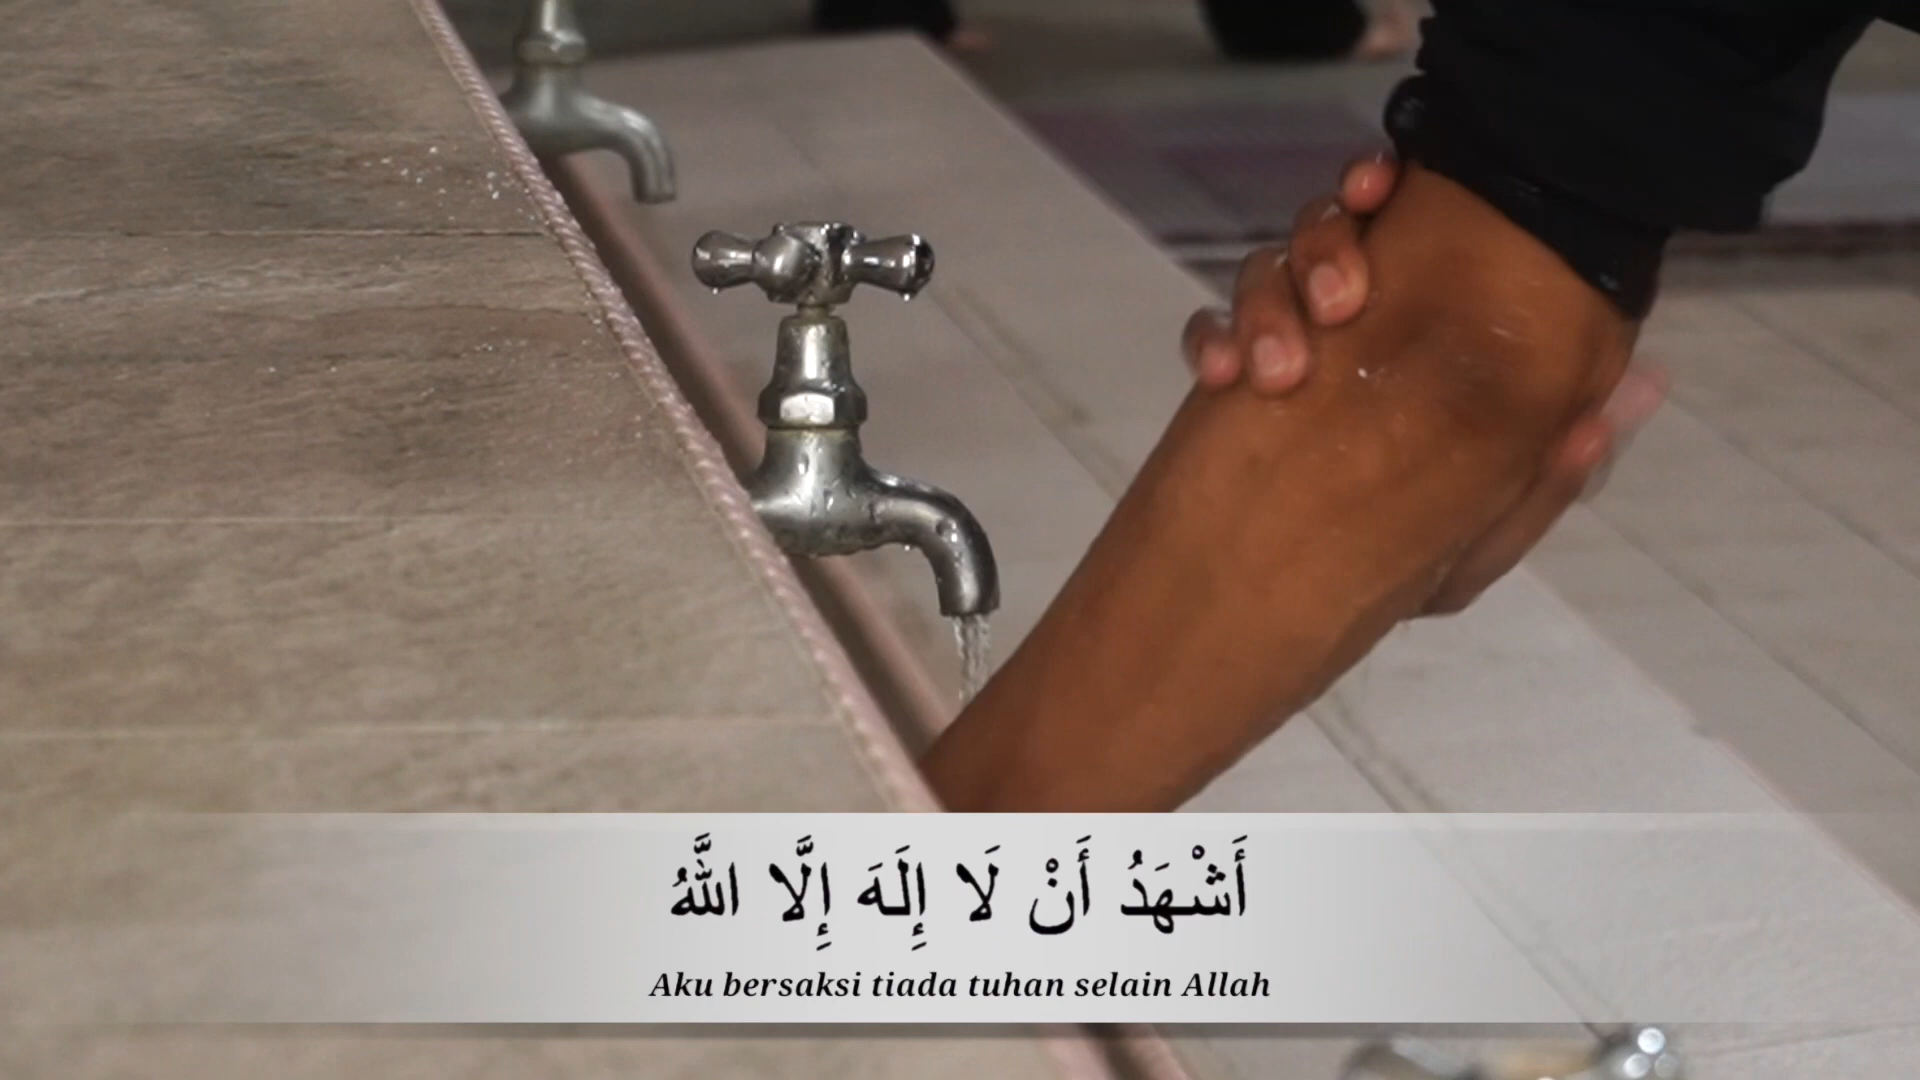 أَشْهَدُ أَنْ لَا إِلَهَ إِلَّا اللَّهُ
Aku bersaksi tiada tuhan selain Allah